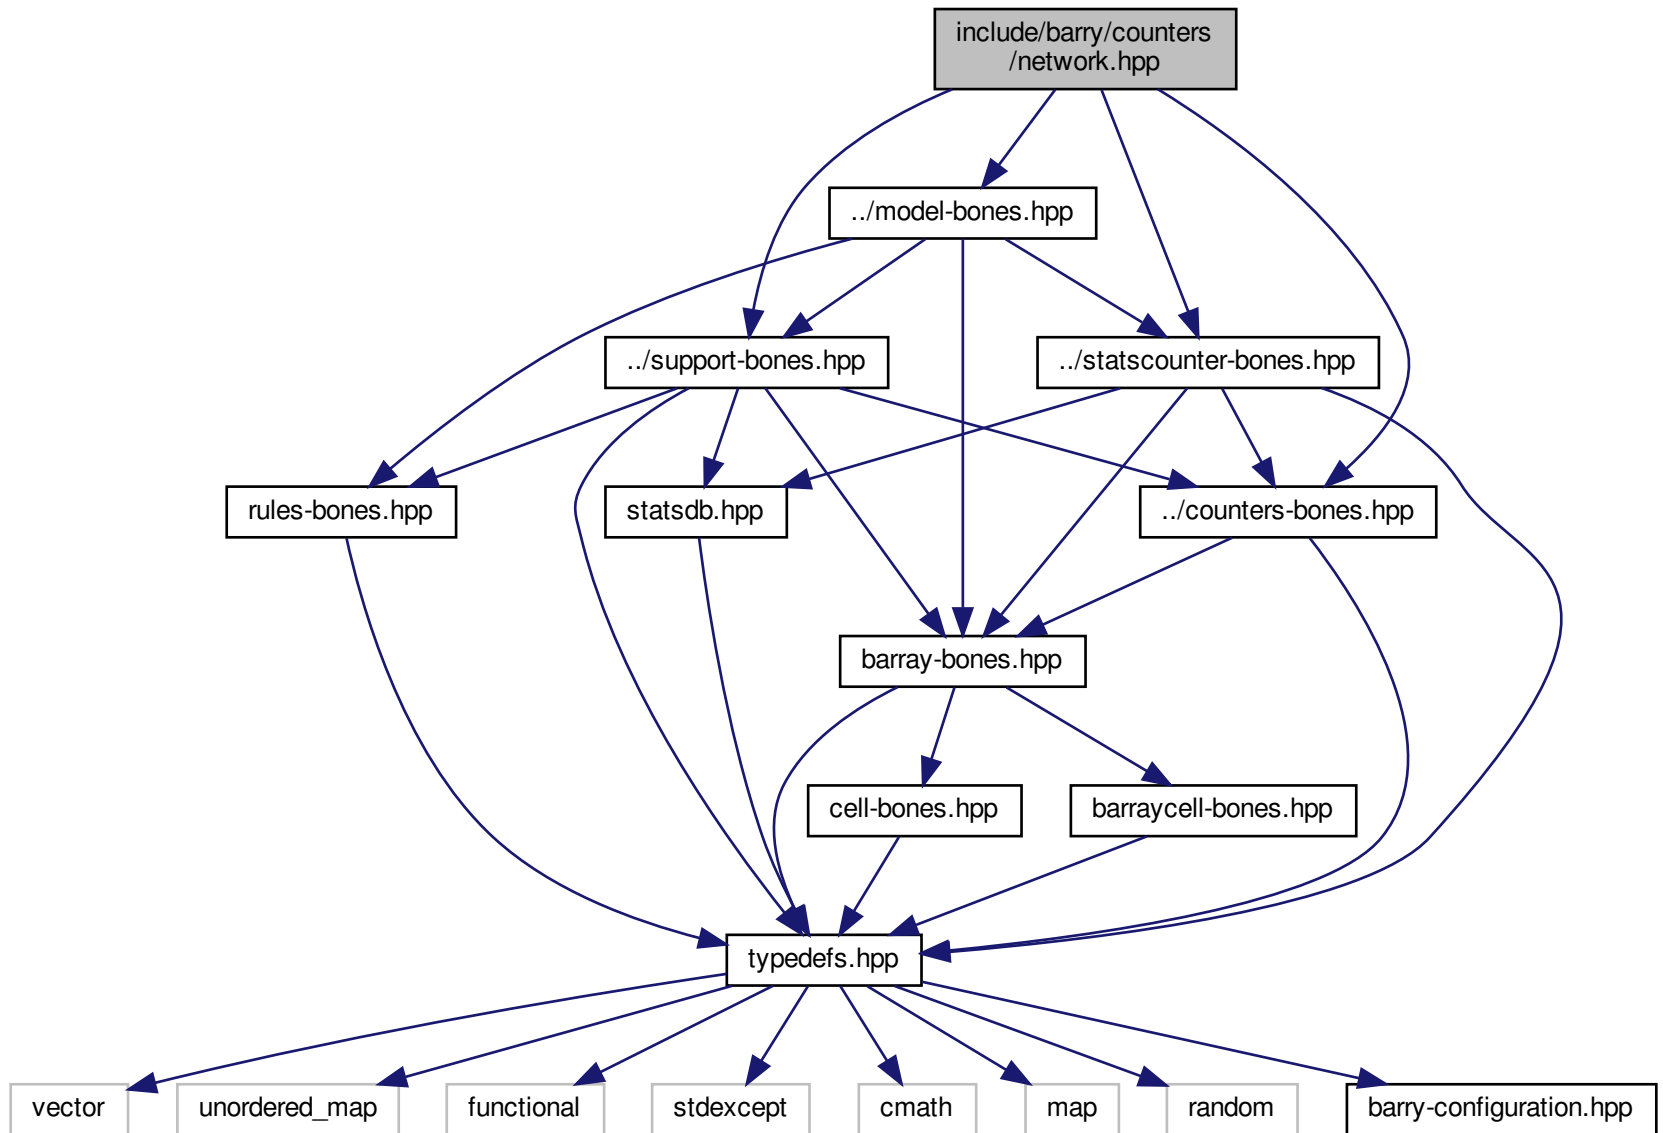 include/barry/counters
/network.hpp
../model-bones.hpp
../support-bones.hpp
../statscounter-bones.hpp
rules-bones.hpp
statsdb.hpp
../counters-bones.hpp
barray-bones.hpp
cell-bones.hpp
barraycell-bones.hpp
typedefs.hpp
vector
unordered_map
functional
stdexcept
cmath
map
random
barry-configuration.hpp